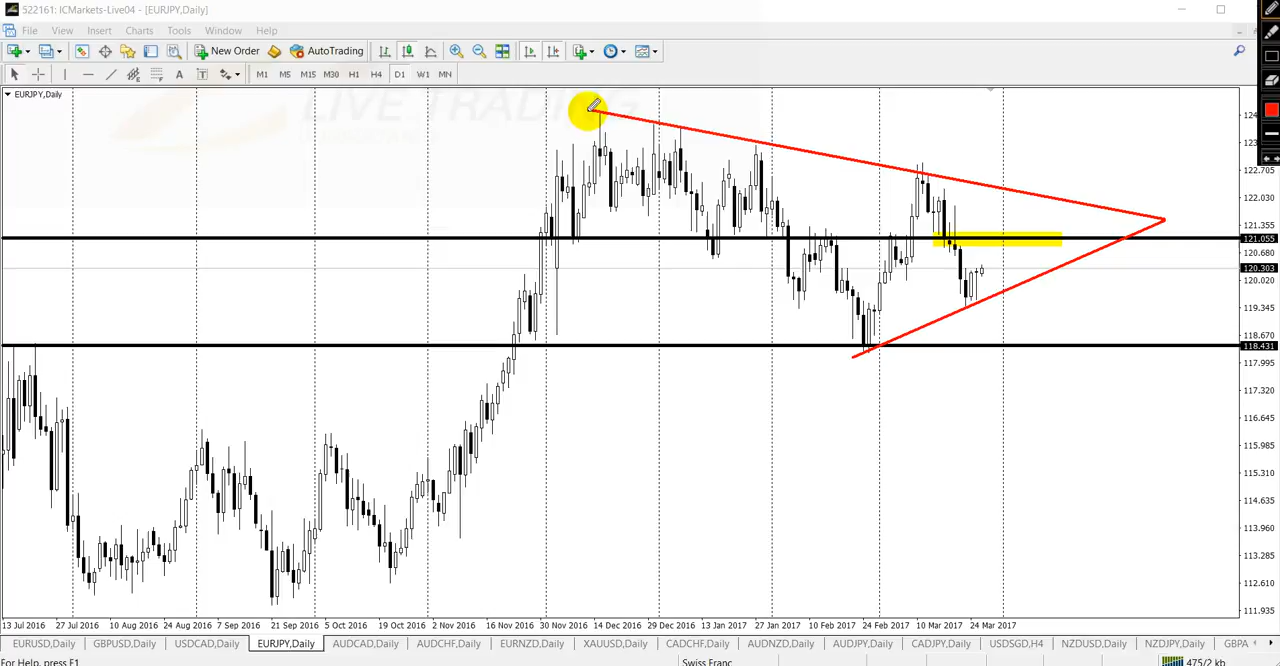 522161: ICMarkets-Live04 - [EURJPY,Daily]
File View Insert Charts Tools Window Help
New Order AutoTrading
M1 M5 M15 M30 H1 H4 D1 W1 MN
EURJPY,Daily
124
123
122.705
122.030
121.355
121.055
120.680
120.303
120.020
119.345
118.670
118.431
117.995
117.320
116.645
115.985
115.310
114.635
113.960
113.285
112.610
111.935
13 Jul 2016 27 Jul 2016 10 Aug 2016 24 Aug 2016 7 Sep 2016 21 Sep 2016 5 Oct 2016 19 Oct 2016 2 Nov 2016 16 Nov 2016 30 Nov 2016 14 Dec 2016 29 Dec 2016 13 Jan 2017 27 Jan 2017 10 Feb 2017 24 Feb 2017 10 Mar 2017 24 Mar 2017
EURUSD,Daily GBPUSD,Daily USDCAD,Daily EURJPY,Daily AUDCAD,Daily AUDCHF,Daily EURNZD,Daily XAUUSD,Daily CADCHF,Daily AUDNZD,Daily AUDJPY,Daily CADJPY,Daily USDSGD,H4 NZDUSD,Daily NZDJPY,Daily GBPA
For Help, press F1 Swiss Franc 475/2 kb